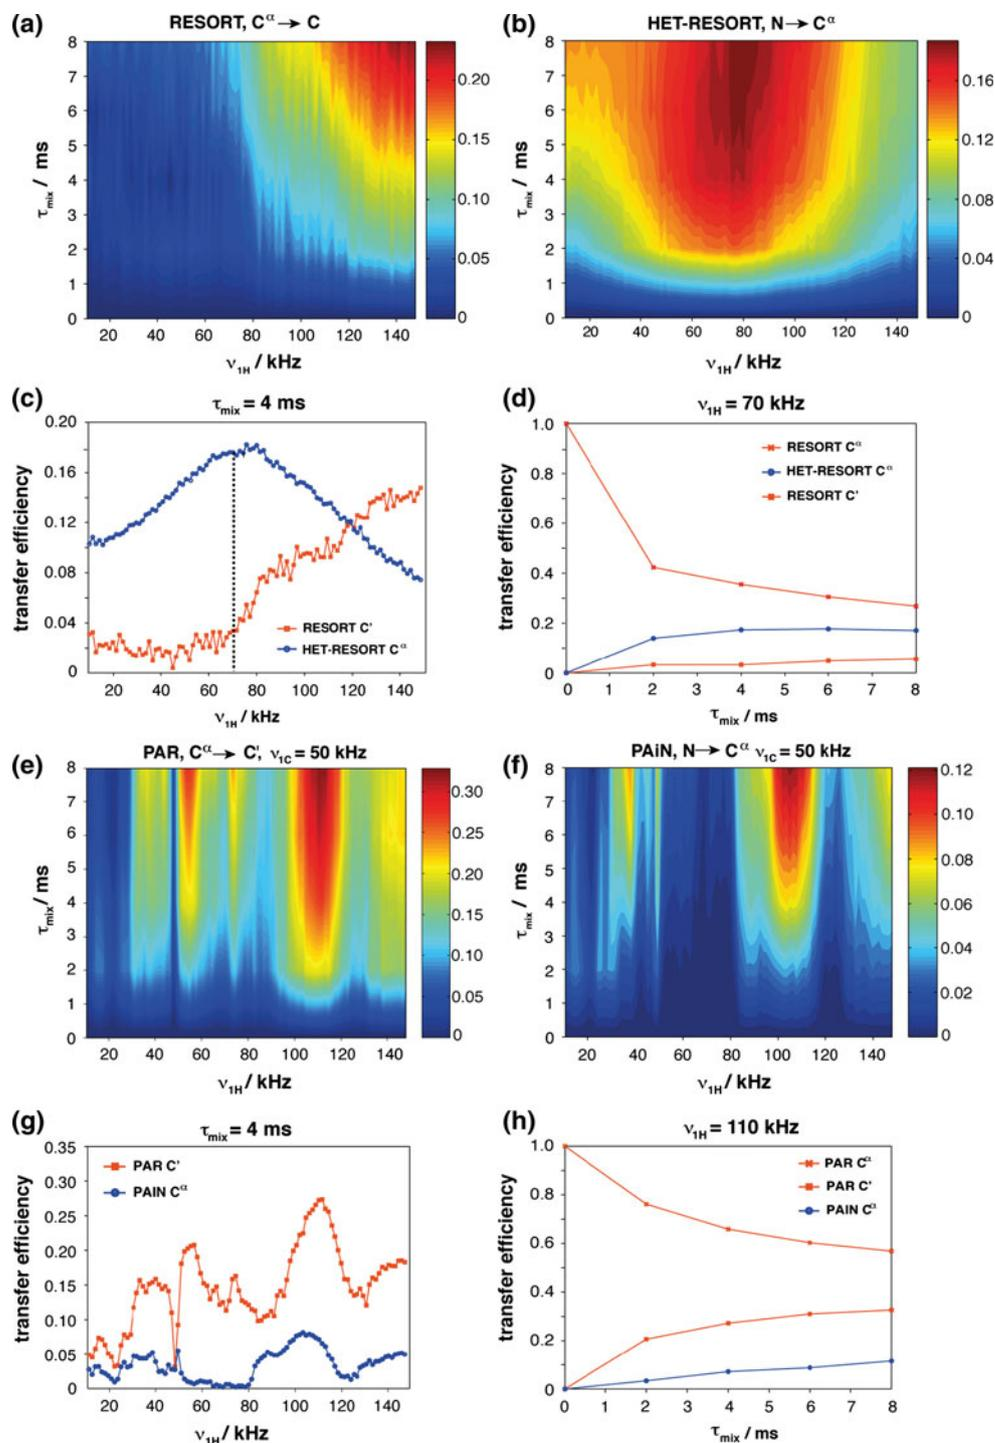 (a)
RESORT, Cα → C
8
7
6
5
4
3
2
1
0
τmix / ms
20 40 60 80 100 120 140
ν1H / kHz
0.20
0.15
0.10
0.05
0
(b)
HET-RESORT, N → Cα
8
7
6
5
4
3
2
1
0
τmix / ms
20 40 60 80 100 120 140
ν1H / kHz
0.16
0.12
0.08
0.04
0
(c)
τmix = 4 ms
0.20
0.16
0.12
0.08
0.04
0
transfer efficiency
RESORT C'
HET-RESORT Cα
20 40 60 80 100 120 140
ν1H / kHz
(d)
ν1H = 70 kHz
1.0
0.8
0.6
0.4
0.2
0
transfer efficiency
RESORT Cα
HET-RESORT Cα
RESORT C'
0 1 2 3 4 5 6 7 8
τmix / ms
(e)
PAR, Cα → C', ν1C = 50 kHz
8
7
6
5
4
3
2
1
0
τmix / ms
20 40 60 80 100 120 140
ν1H / kHz
0.30
0.25
0.20
0.15
0.10
0.05
0
(f)
PAiN, N → Cα ν1C = 50 kHz
8
7
6
5
4
3
2
1
0
τmix / ms
20 40 60 80 100 120 140
ν1H / kHz
0.12
0.10
0.08
0.06
0.04
0.02
0
(g)
τmix = 4 ms
0.35
0.30
0.25
0.20
0.15
0.10
0.05
0
transfer efficiency
PAR C'
PAIN Cα
20 40 60 80 100 120 140
ν1H / kHz
(h)
ν1H = 110 kHz
1.0
0.8
0.6
0.4
0.2
0
transfer efficiency
PAR Cα
PAR C'
PAIN Cα
0 1 2 3 4 5 6 7 8
τmix / ms